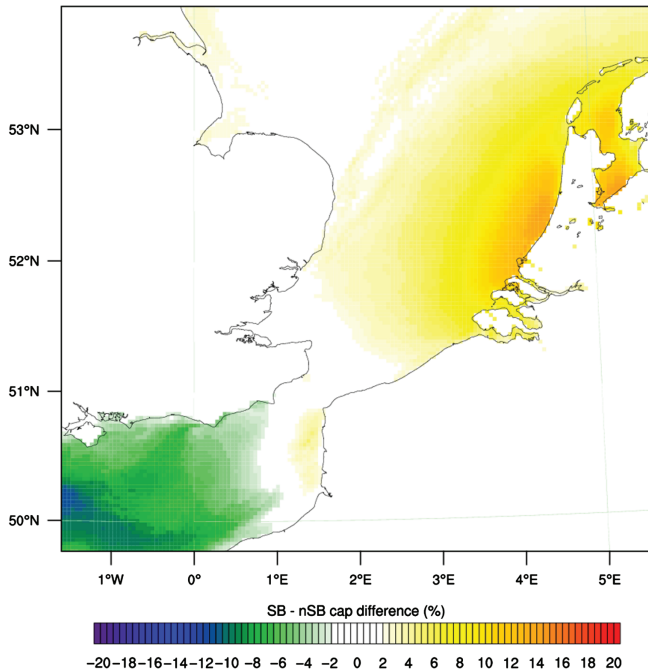 53°N
52°N
51°N
50°N
1°W 0° 1°E 2°E 3°E 4°E 5°E
SB - nSB cap difference (%)
−20 −18 −16 −14 −12 −10 −8 −6 −4 −2 0 2 4 6 8 10 12 14 16 18 20